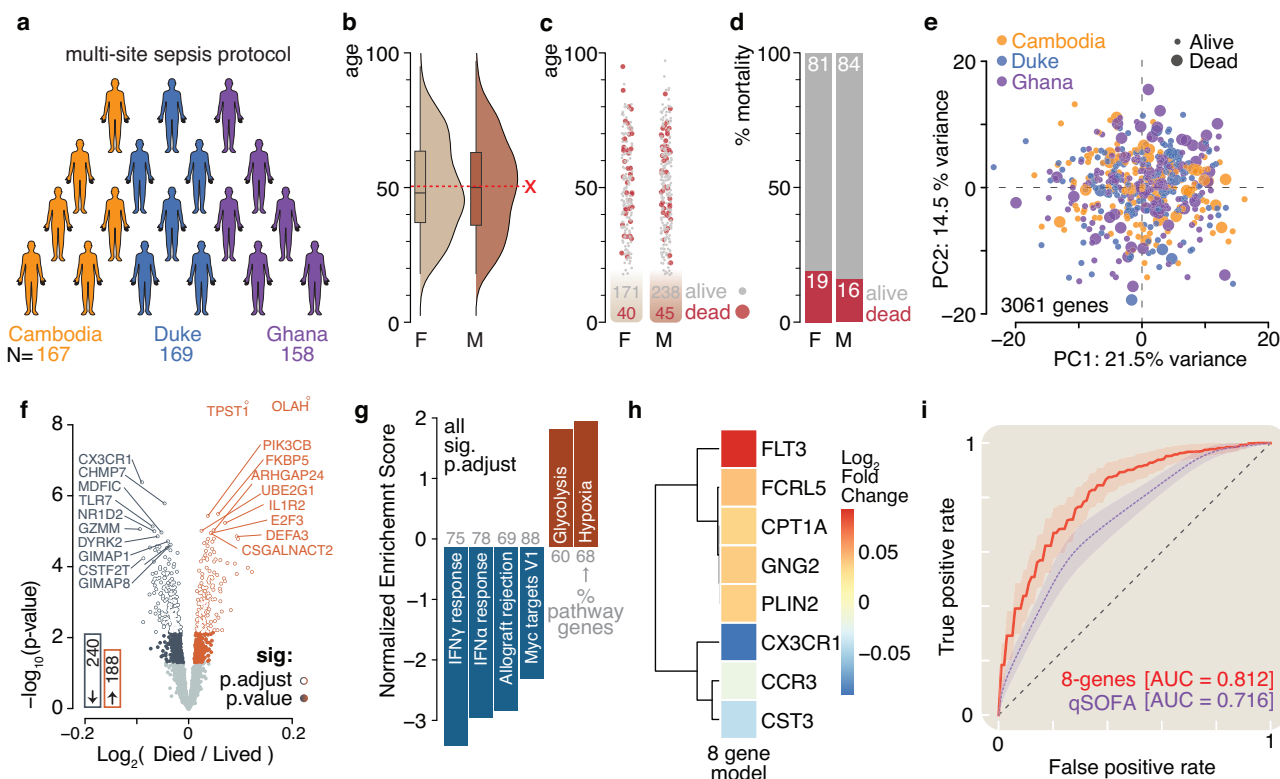 a
multi-site sepsis protocol
Cambodia
Duke
Ghana
N= 167
169
158
b
age
100
50
0
X
F
M
c
age
100
50
0
171
238
alive
40
45
dead
F
M
d
% mortality
100
50
0
81
84
19
16
alive
dead
F
M
e
Cambodia
Duke
Ghana
Alive
Dead
PC2: 14.5 % variance
20
0
−20
3061 genes
−20
0
20
PC1: 21.5% variance
f
TPST1
OLAH
−log10(p-value)
8
6
4
2
0
CX3CR1
CHMP7
MDFIC
TLR7
NR1D2
GZMM
DYRK2
GIMAP1
CSTF2T
GIMAP8
PIK3CB
FKBP5
ARHGAP24
UBE2G1
IL1R2
E2F3
DEFA3
CSGALNACT2
← 240
↑ 188
sig:
p.adjust
p.value
−0.2
0
0.2
Log2( Died / Lived )
g
Normalized Enrichemnt Score
2
1
0
−1
−2
−3
all
sig.
p.adjust
Glycolysis
Hypoxia
75
78
69
88
60
68
IFNγ response
IFNα response
Allograft rejection
Myc targets V1
→
%
pathway
genes
h
FLT3
FCRL5
CPT1A
GNG2
PLIN2
CX3CR1
CCR3
CST3
8 gene
model
Log2
Fold
Change
0.05
0
−0.05
i
True positive rate
1
0
8-genes [AUC = 0.812]
qSOFA [AUC = 0.716]
0
1
False positive rate